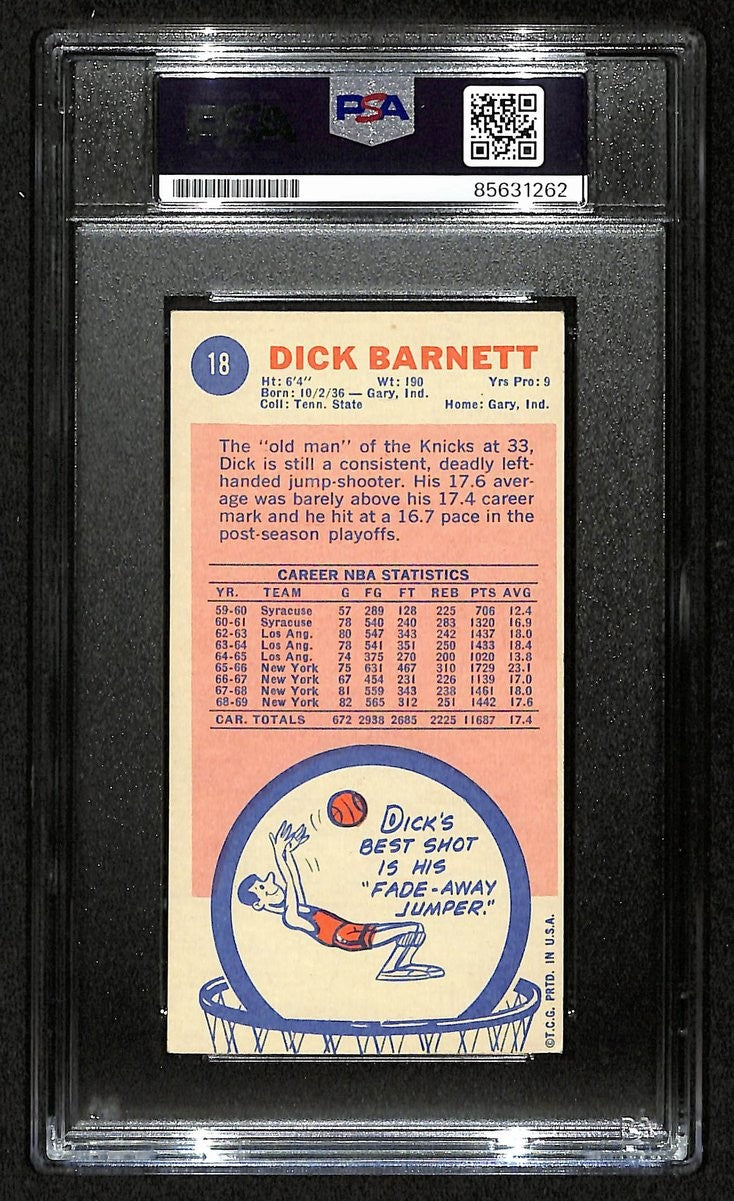 PSA
85631262
18 DICK BARNETT
Ht: 6'4" Wt: 190 Yrs Pro: 9
Born: 10/2/36 — Gary, Ind.
Coll: Tenn. State Home: Gary, Ind.
The "old man" of the Knicks at 33,
Dick is still a consistent, deadly left-
handed jump-shooter. His 17.6 aver-
age was barely above his 17.4 career
mark and he hit at a 16.7 pace in the
post-season playoffs.
CAREER NBA STATISTICS
YR. TEAM G FG FT REB PTS AVG
59-60 Syracuse 57 289 128 225 706 12.4
60-61 Syracuse 78 540 240 283 1320 16.9
62-63 Los Ang. 80 547 343 242 1437 18.0
63-64 Los Ang. 78 541 351 250 1433 18.4
64-65 Los Ang. 74 375 270 200 1020 13.8
65-66 New York 75 631 467 310 1729 23.1
66-67 New York 67 454 231 226 1139 17.0
67-68 New York 81 559 343 238 1461 18.0
68-69 New York 82 565 312 251 1442 17.6
CAR. TOTALS 672 2938 2685 2225 11687 17.4
DICK'S
BEST SHOT
IS HIS
"FADE-AWAY
JUMPER."
©T.C.G. PRTD. IN U.S.A.